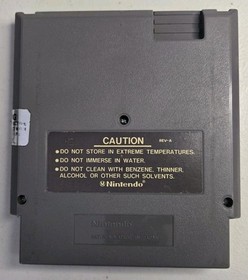 CAUTION REV-A
• DO NOT STORE IN EXTREME TEMPERATURES.
• DO NOT IMMERSE IN WATER.
• DO NOT CLEAN WITH BENZENE, THINNER,
ALCOHOL OR OTHER SUCH SOLVENTS.
Nintendo